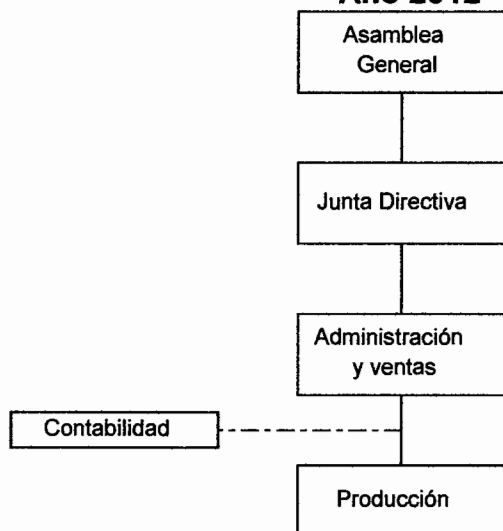 Asamblea
General
Junta Directiva
Administración
y ventas
Contabilidad
Producción